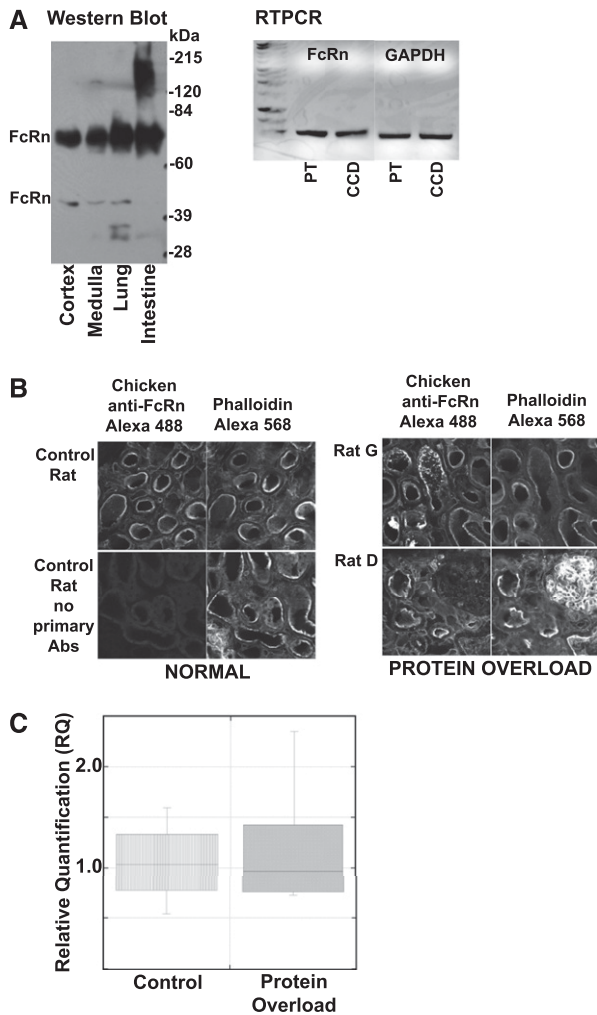 A
Western Blot
kDa
-215
-120
-84
FcRn
-60
FcRn
-39
-28
Cortex
Medulla
Lung
Intestine
RTPCR
FcRn
GAPDH
PT
CCD
PT
CCD
B
Chicken
anti-FcRn
Alexa 488
Phalloidin
Alexa 568
Control
Rat
Control
Rat
no
primary
Abs
NORMAL
Chicken
anti-FcRn
Alexa 488
Phalloidin
Alexa 568
Rat G
Rat D
PROTEIN OVERLOAD
C
Relative Quantification (RQ)
2.0
1.0
Control
Protein
Overload